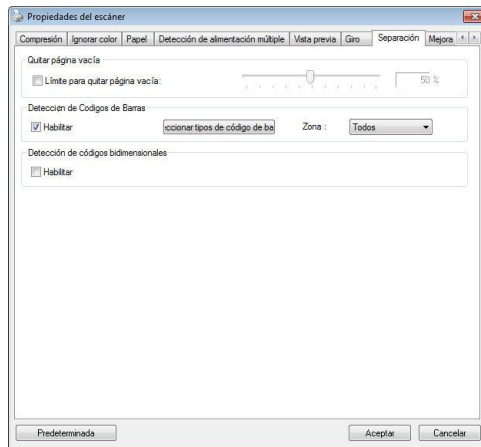 Propiedades del escáner
Compresión Ignorar color Papel Detección de alimentación múltiple Vista previa Giro Separación Mejora
Quitar página vacía
Límite para quitar página vacía: 50 %
Detección de Codigos de Barras
Habilitar ccionar tipos de código de ba Zona : Todos
Detección de códigos bidimensionales
Habilitar
Predeterminada Aceptar Cancelar